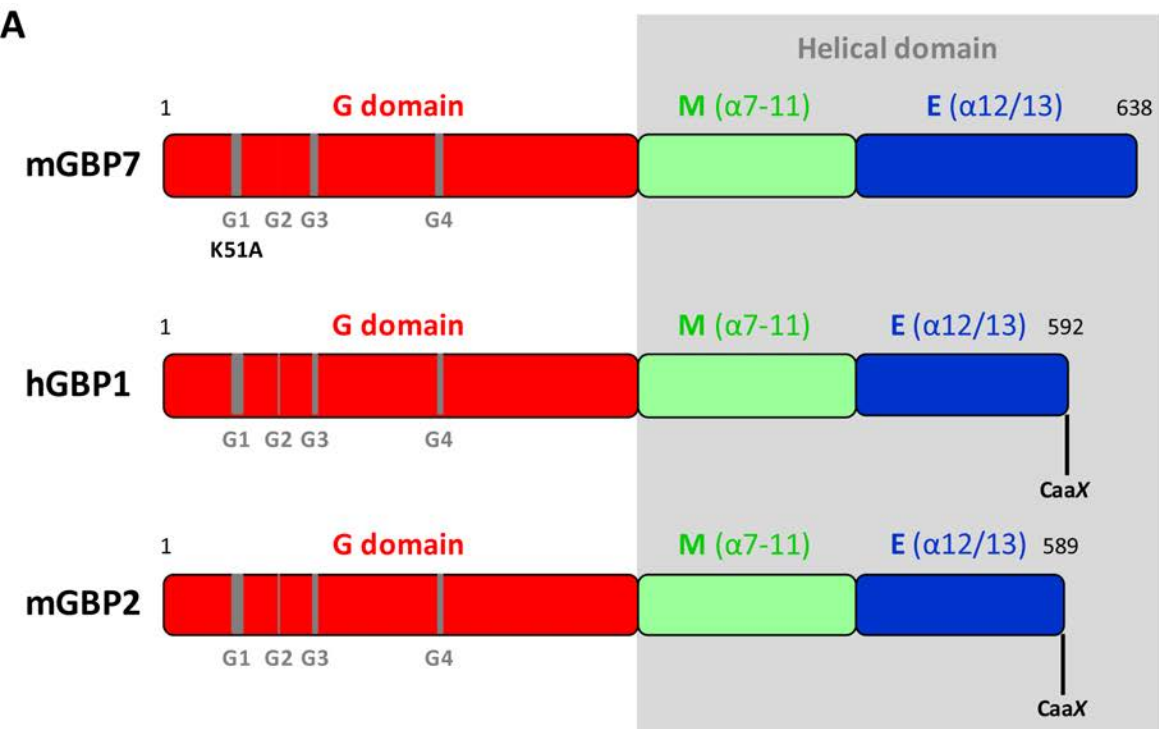 A
Helical domain
1 G domain M (α7-11) E (α12/13) 638
mGBP7
G1 G2 G3 G4
K51A
1 G domain M (α7-11) E (α12/13) 592
hGBP1
G1 G2 G3 G4
CaaX
1 G domain M (α7-11) E (α12/13) 589
mGBP2
G1 G2 G3 G4
CaaX